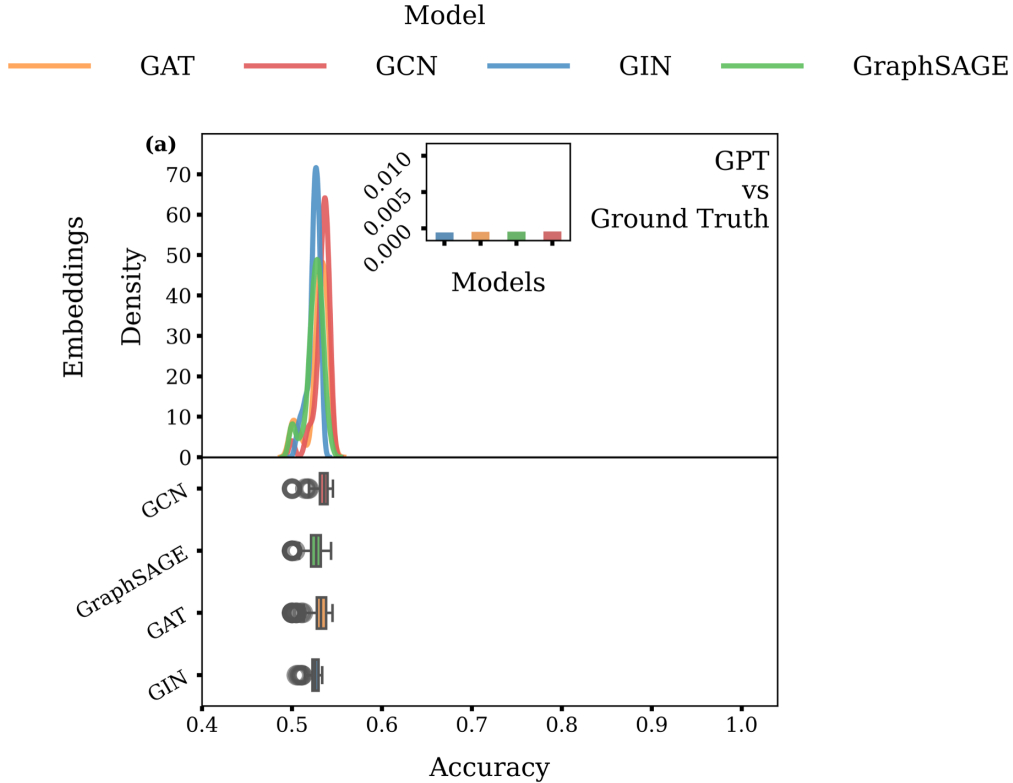 Model
GAT GCN GIN GraphSAGE
(a)
GPT
vs
Ground Truth
0.010
0.005
0.000
Models
Embeddings
Density
70
60
50
40
30
20
10
0
GCN
GraphSAGE
GAT
GIN
0.4 0.5 0.6 0.7 0.8 0.9 1.0
Accuracy